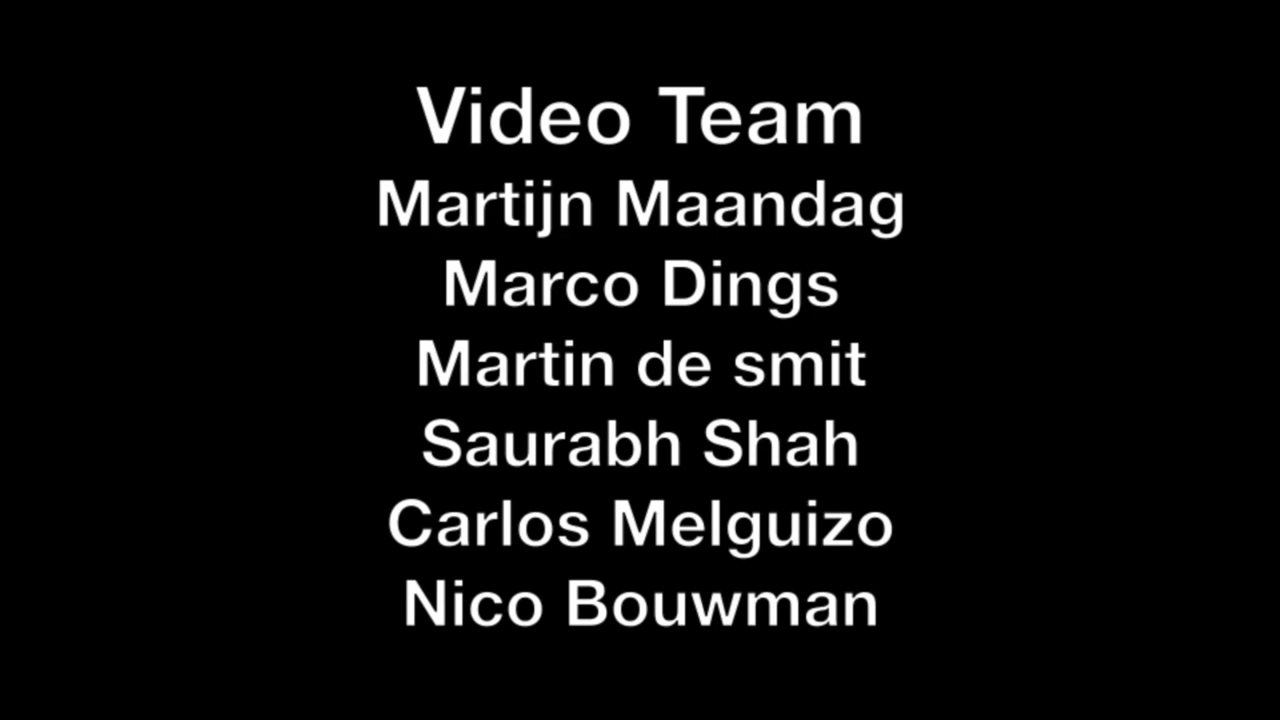 Video Team
Martijn Maandag
Marco Dings
Martin de smit
Saurabh Shah
Carlos Melguizo
Nico Bouwman